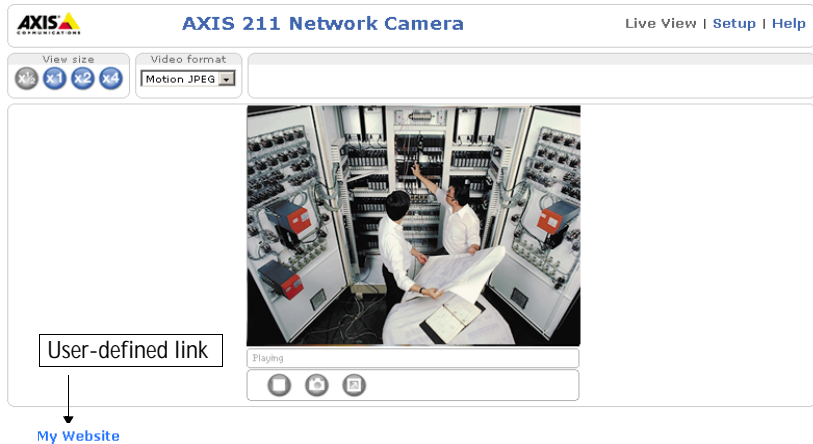 AXIS
COMMUNICATIONS
AXIS 211 Network Camera
Live View | Setup | Help
View size
Video format
x½ x1 x2 x4
Motion JPEG
User-defined link
Playing
My Website